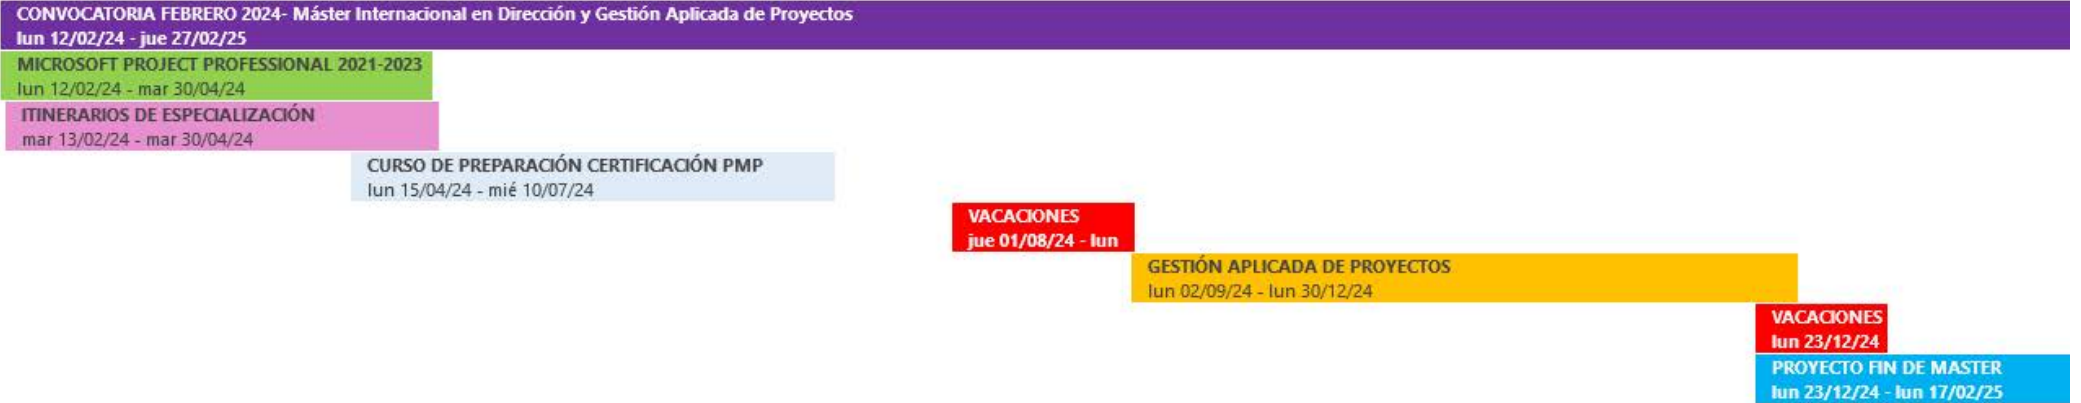 CONVOCATORIA FEBRERO 2024- Máster Internacional en Dirección y Gestión Aplicada de Proyectos
lun 12/02/24 - jue 27/02/25
MICROSOFT PROJECT PROFESSIONAL 2021-2023
lun 12/02/24 - mar 30/04/24
ITINERARIOS DE ESPECIALIZACIÓN
mar 13/02/24 - mar 30/04/24
CURSO DE PREPARACIÓN CERTIFICACIÓN PMP
lun 15/04/24 - mié 10/07/24
VACACIONES
jue 01/08/24 - lun
GESTIÓN APLICADA DE PROYECTOS
lun 02/09/24 - lun 30/12/24
VACACIONES
lun 23/12/24
PROYECTO FIN DE MASTER
lun 23/12/24 - lun 17/02/25